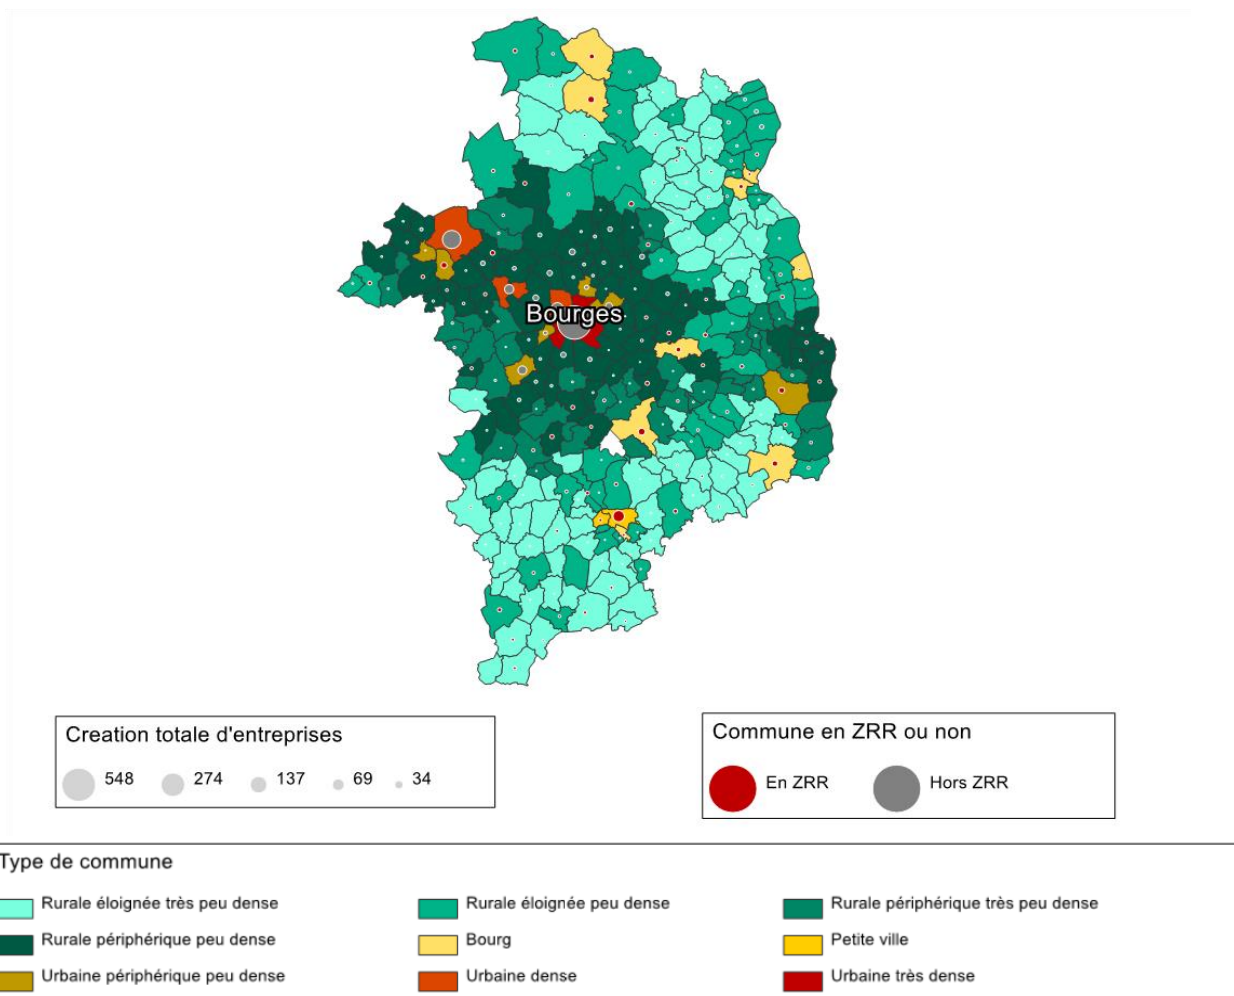 Bourges
Creation totale d'entreprises
548 274 137 69 34
Commune en ZRR ou non
En ZRR Hors ZRR
Type de commune
Rurale éloignée très peu dense Rurale éloignée peu dense Rurale périphérique très peu dense
Rurale périphérique peu dense Bourg Petite ville
Urbaine périphérique peu dense Urbaine dense Urbaine très dense